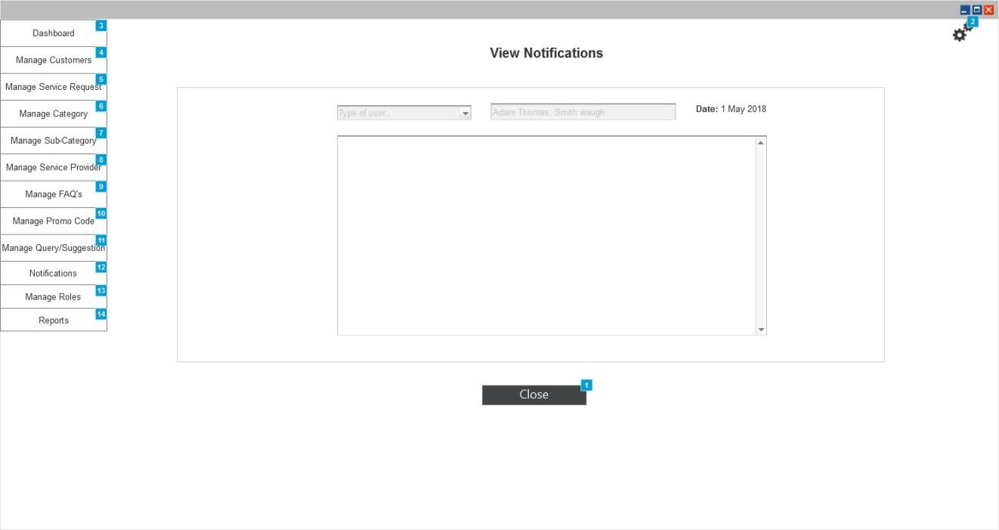 2
3
Dashboard
4
Manage Customers
5
Manage Service Request
6
Manage Category
7
Manage Sub-Category
8
Manage Service Provider
9
Manage FAQ's
10
Manage Promo Code
11
Manage Query/Suggestion
12
Notifications
13
Manage Roles
14
Reports
View Notifications
Type of user..
Adam Thomas, Smith waugh
Date: 1 May 2018
1
Close